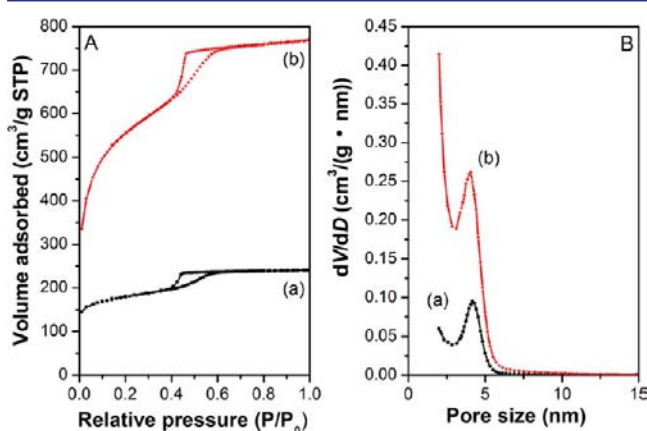 A
B
Volume adsorbed (cm³/g STP)
800
700
600
500
400
300
200
100
0
(b)
(a)
0.0 0.2 0.4 0.6 0.8 1.0
Relative pressure (P/P₀)
dV/dD (cm³/(g • nm))
0.45
0.40
0.35
0.30
0.25
0.20
0.15
0.10
0.05
0.00
(b)
(a)
0 5 10 15
Pore size (nm)